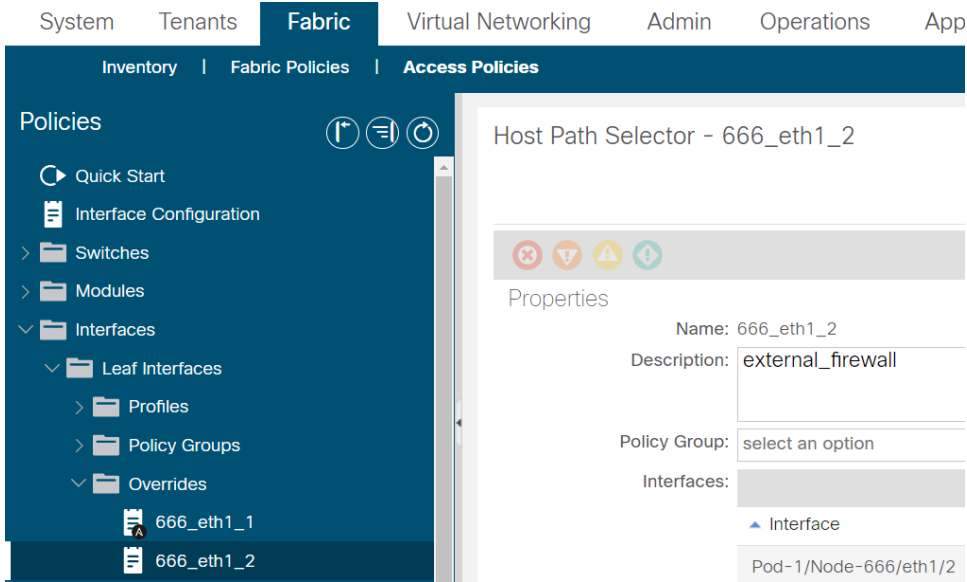 System Tenants Fabric Virtual Networking Admin Operations App
Inventory | Fabric Policies | Access Policies
Policies
Quick Start
Interface Configuration
Switches
Modules
Interfaces
Leaf Interfaces
Profiles
Policy Groups
Overrides
A
666_eth1_1
666_eth1_2
Host Path Selector - 666_eth1_2
Properties
Name: 666_eth1_2
Description: external_firewall
Policy Group: select an option
Interfaces:
Interface
Pod-1/Node-666/eth1/2